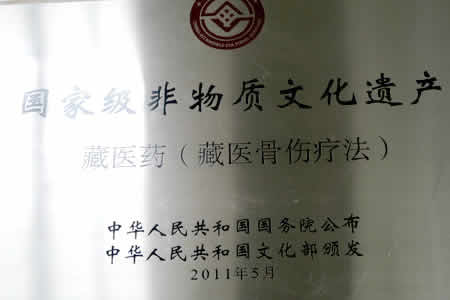 国家级非物质文化遗产
藏医药（藏医骨伤疗法）
中华人民共和国国务院公布
中华人民共和国文化部颁发
2011年5月